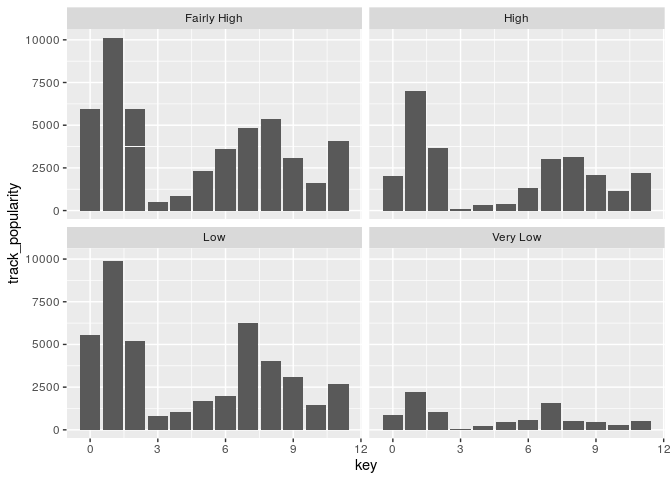 Fairly High
High
10000
7500
5000
2500
0
Low
Very Low
10000
7500
5000
2500
0
track_popularity
0 3 6 9 12 0 3 6 9 12
key